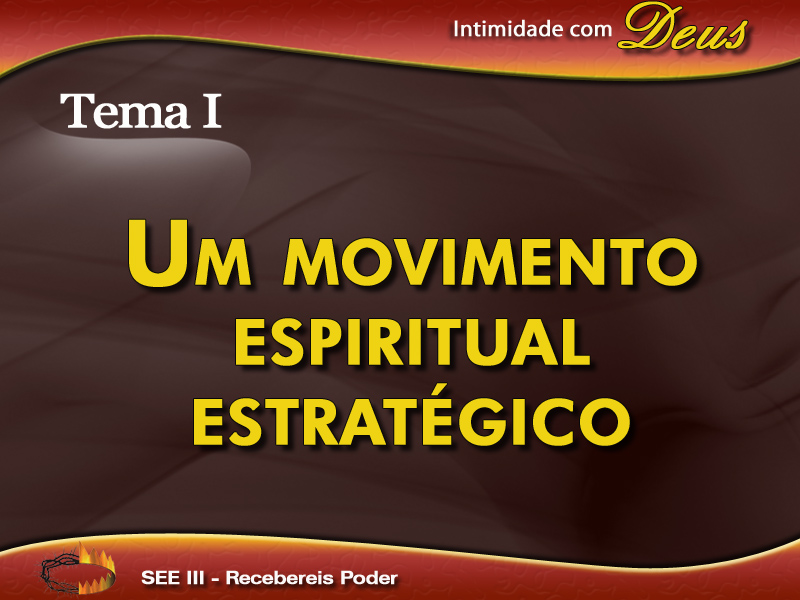 Intimidade com Deus
Tema I
UM MOVIMENTO
ESPIRITUAL
ESTRATÉGICO
SEE III - Recebereis Poder